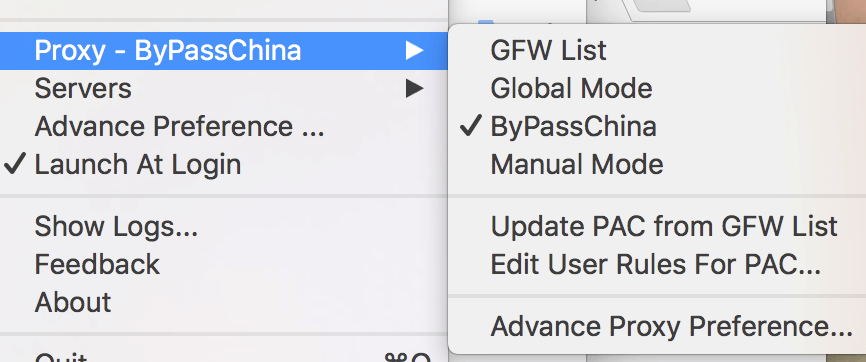 Proxy - ByPassChina
Servers
Advance Preference ...
Launch At Login
Show Logs...
Feedback
About
Quit ⌘Q
GFW List
Global Mode
ByPassChina
Manual Mode
Update PAC from GFW List
Edit User Rules For PAC...
Advance Proxy Preference...